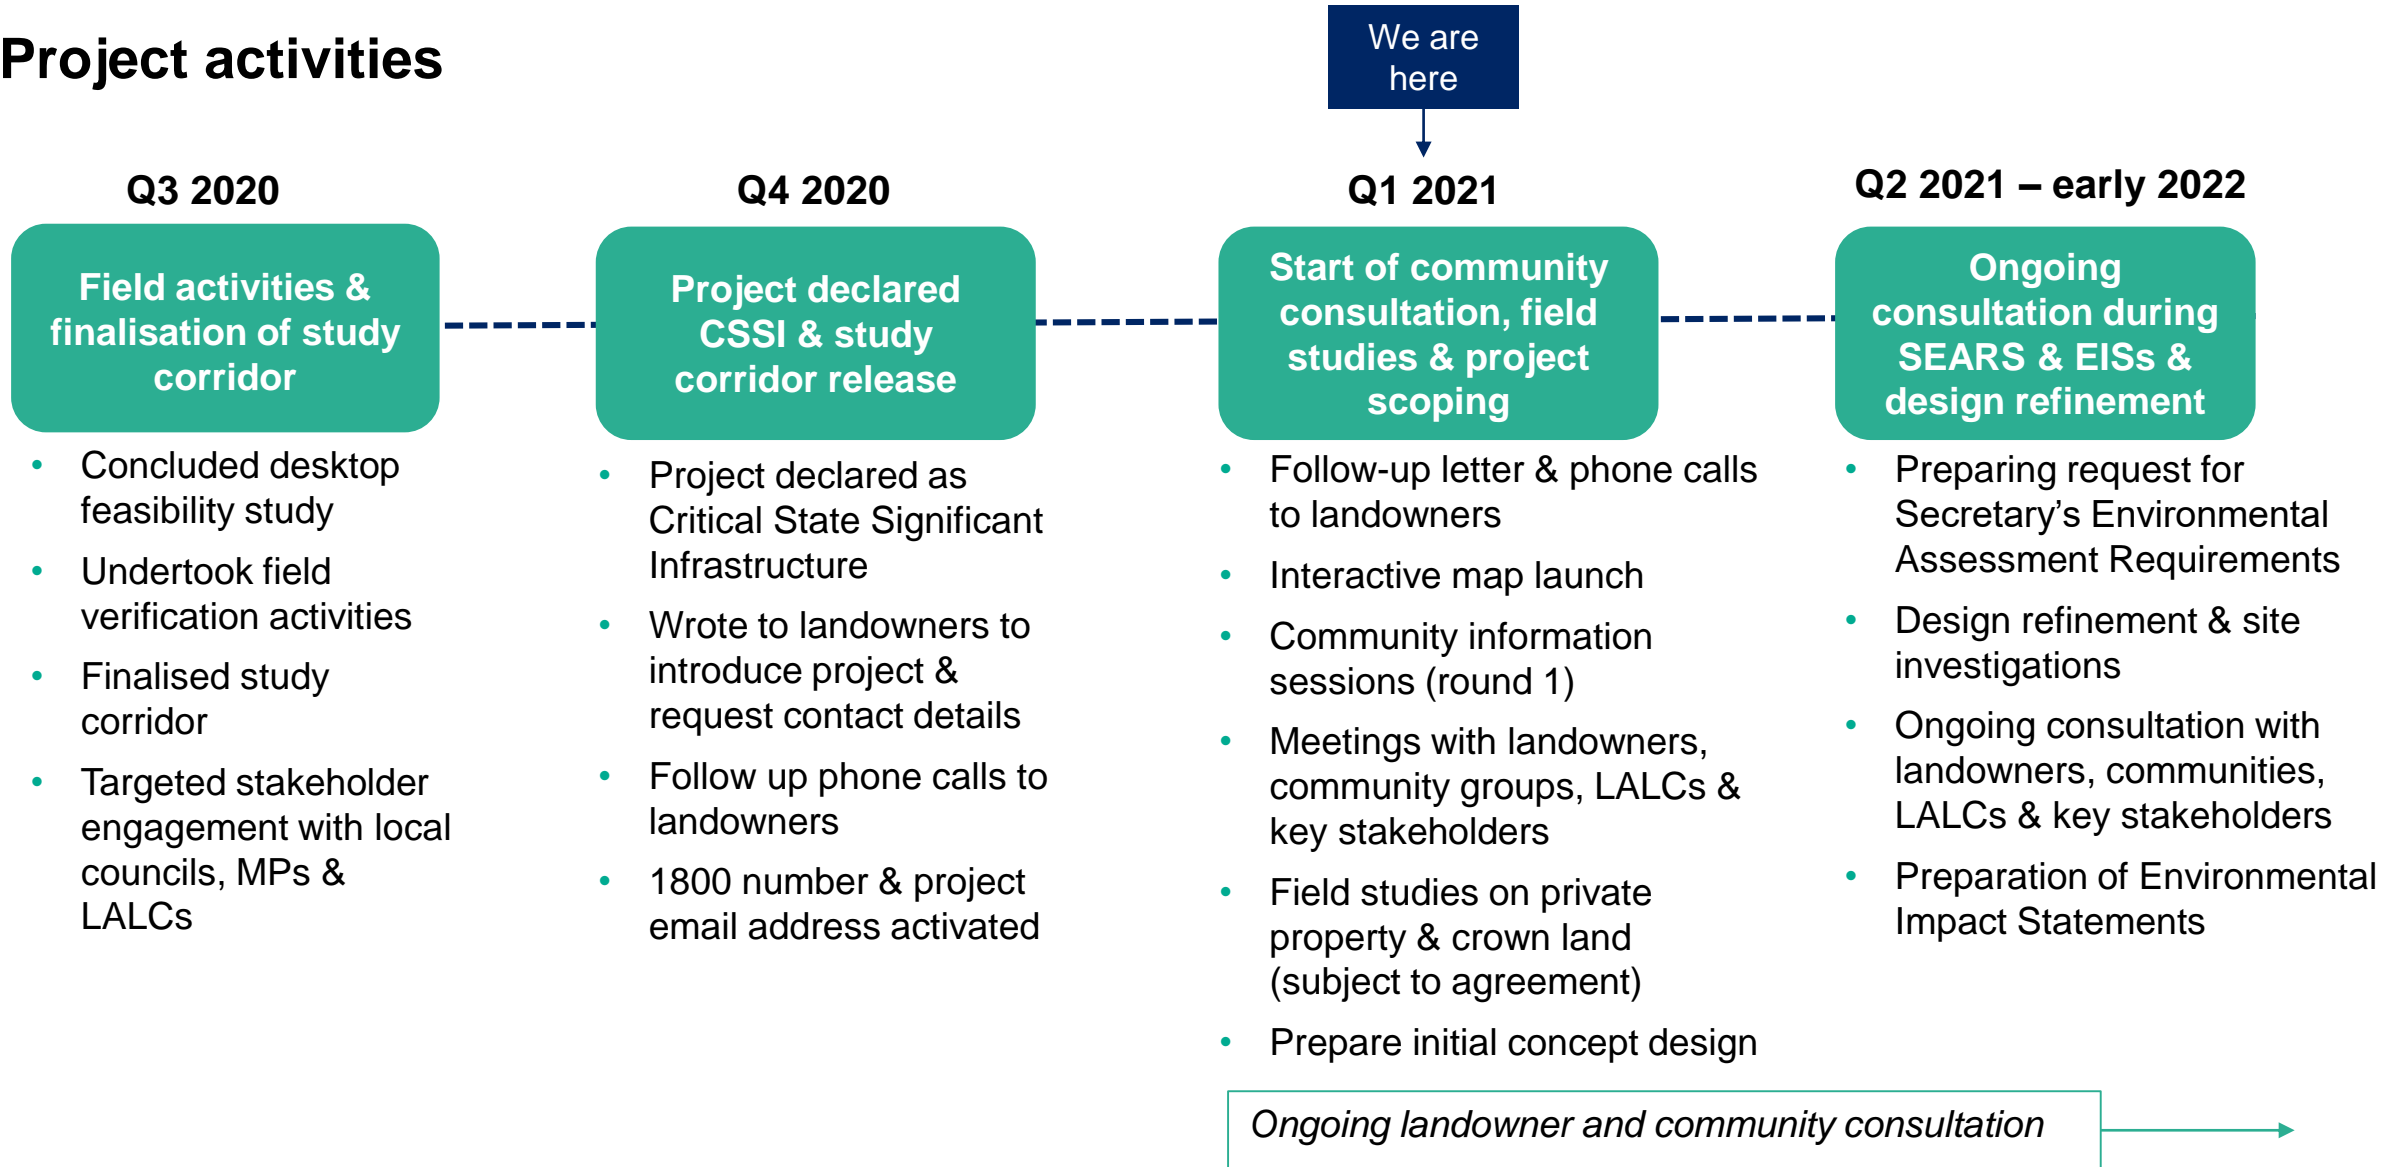 Project activities
We are
here
Q3 2020
Field activities &
finalisation of study
corridor
• Concluded desktop
feasibility study
• Undertook field
verification activities
• Finalised study
corridor
• Targeted stakeholder
engagement with local
councils, MPs &
LALCs
Q4 2020
Project declared
CSSI & study
corridor release
• Project declared as
Critical State Significant
Infrastructure
• Wrote to landowners to
introduce project &
request contact details
• Follow up phone calls to
landowners
• 1800 number & project
email address activated
Q1 2021
Start of community
consultation, field
studies & project
scoping
• Follow-up letter & phone calls
to landowners
• Interactive map launch
• Community information
sessions (round 1)
• Meetings with landowners,
community groups, LALCs &
key stakeholders
• Field studies on private
property & crown land
(subject to agreement)
• Prepare initial concept design
Q2 2021 – early 2022
Ongoing
consultation during
SEARS & EISs &
design refinement
• Preparing request for
Secretary’s Environmental
Assessment Requirements
• Design refinement & site
investigations
• Ongoing consultation with
landowners, communities,
LALCs & key stakeholders
• Preparation of Environmental
Impact Statements
Ongoing landowner and community consultation